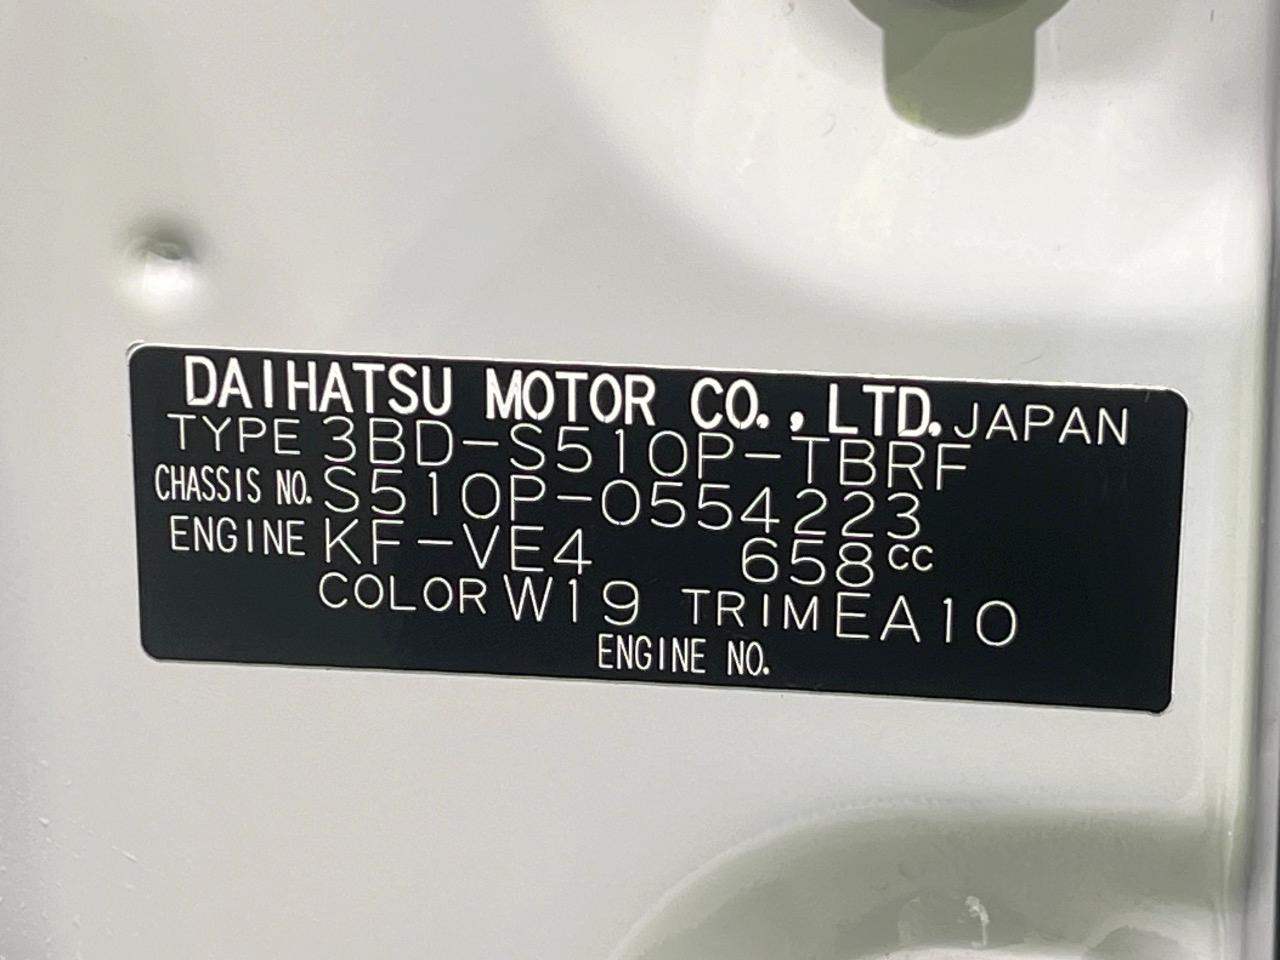 DAIHATSU MOTOR CO., LTD. JAPAN
TYPE 3BD-S510P-TBRF
CHASSIS NO. S510P-0554223
ENGINE KF-VE4 658cc
COLOR W19 TRIM EA10
ENGINE NO.